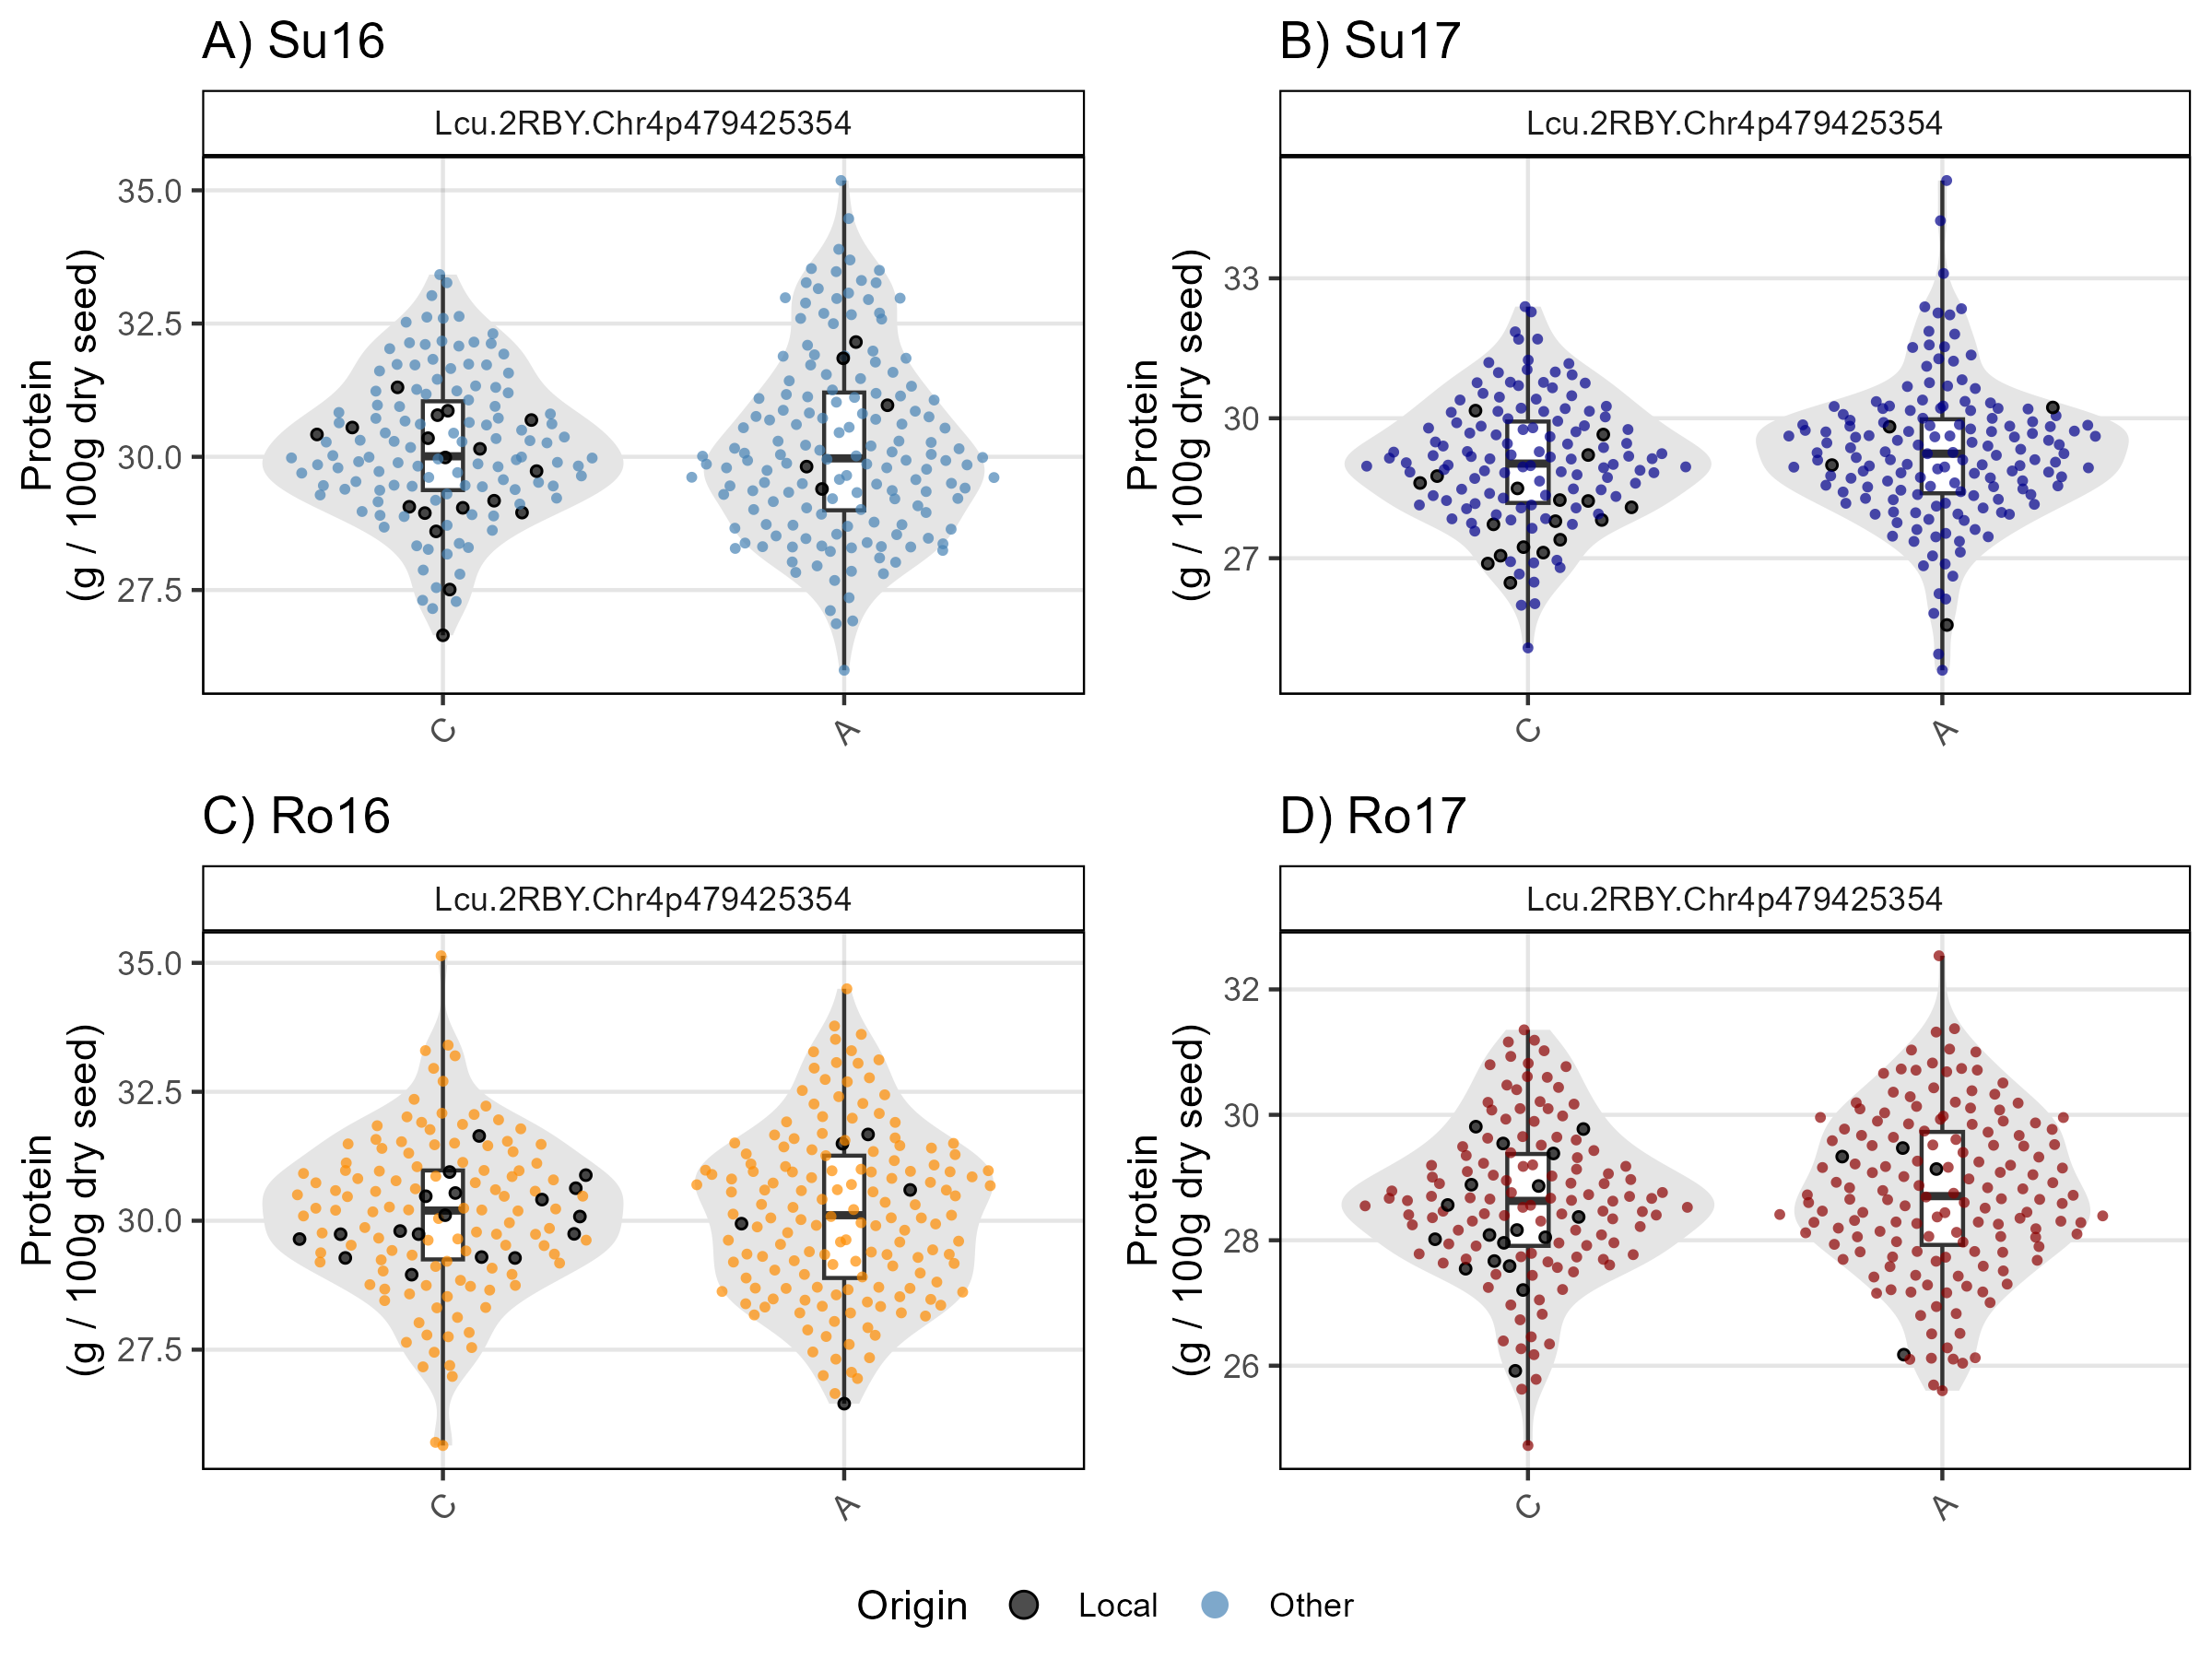 A) Su16
Lcu.2RBY.Chr4p479425354
Protein
(g / 100g dry seed)
35.0
32.5
30.0
27.5
C
A
B) Su17
Lcu.2RBY.Chr4p479425354
Protein
(g / 100g dry seed)
33
30
27
C
A
C) Ro16
Lcu.2RBY.Chr4p479425354
Protein
(g / 100g dry seed)
35.0
32.5
30.0
27.5
C
A
D) Ro17
Lcu.2RBY.Chr4p479425354
Protein
(g / 100g dry seed)
32
30
28
26
C
A
Origin Local Other